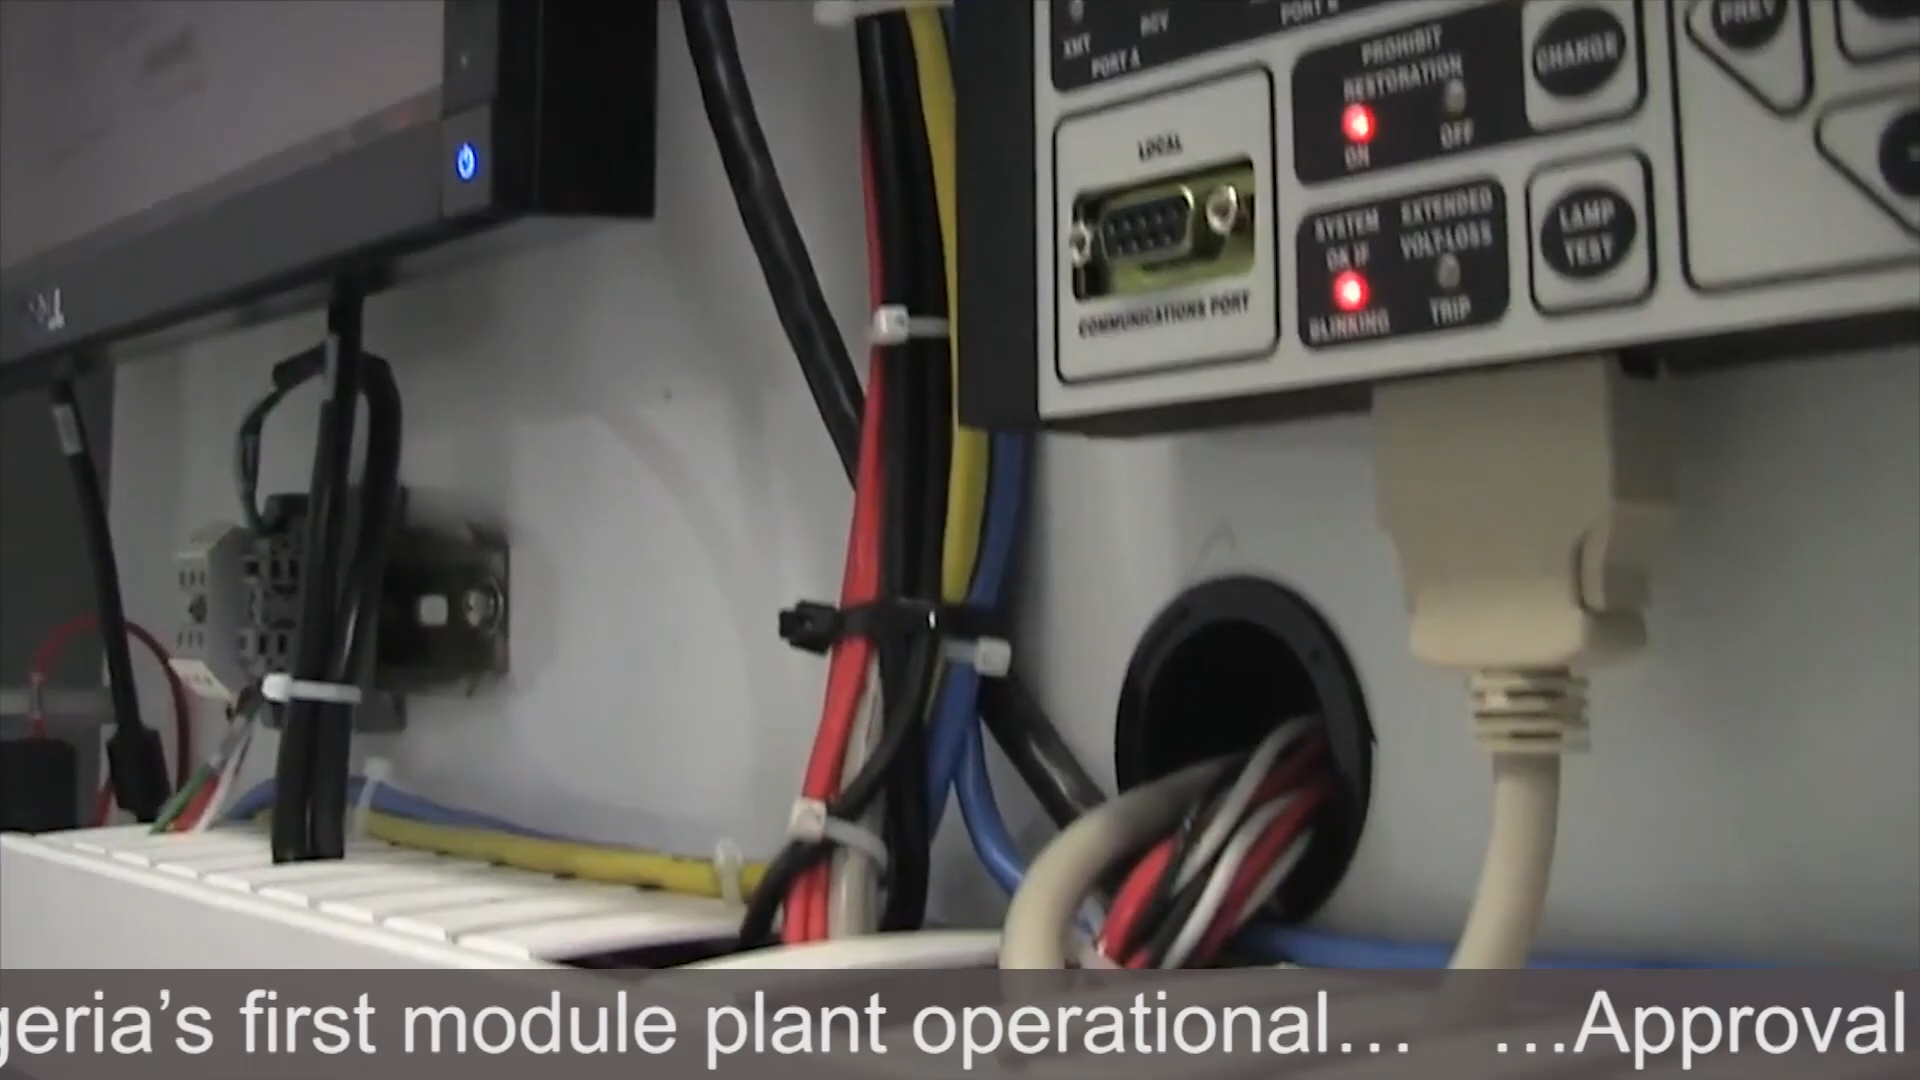 XMT
RCV
PORT A
PORT B
LOCAL
COMMUNICATIONS PORT
PROHIBIT
RESTORATION
ON
OFF
CHANGE
PREV
SYSTEM
OK IF
BLINKING
EXTENDED
VOLT-LOSS
TRIP
LAMP
TEST
geria’s first module plant operational… …Approval